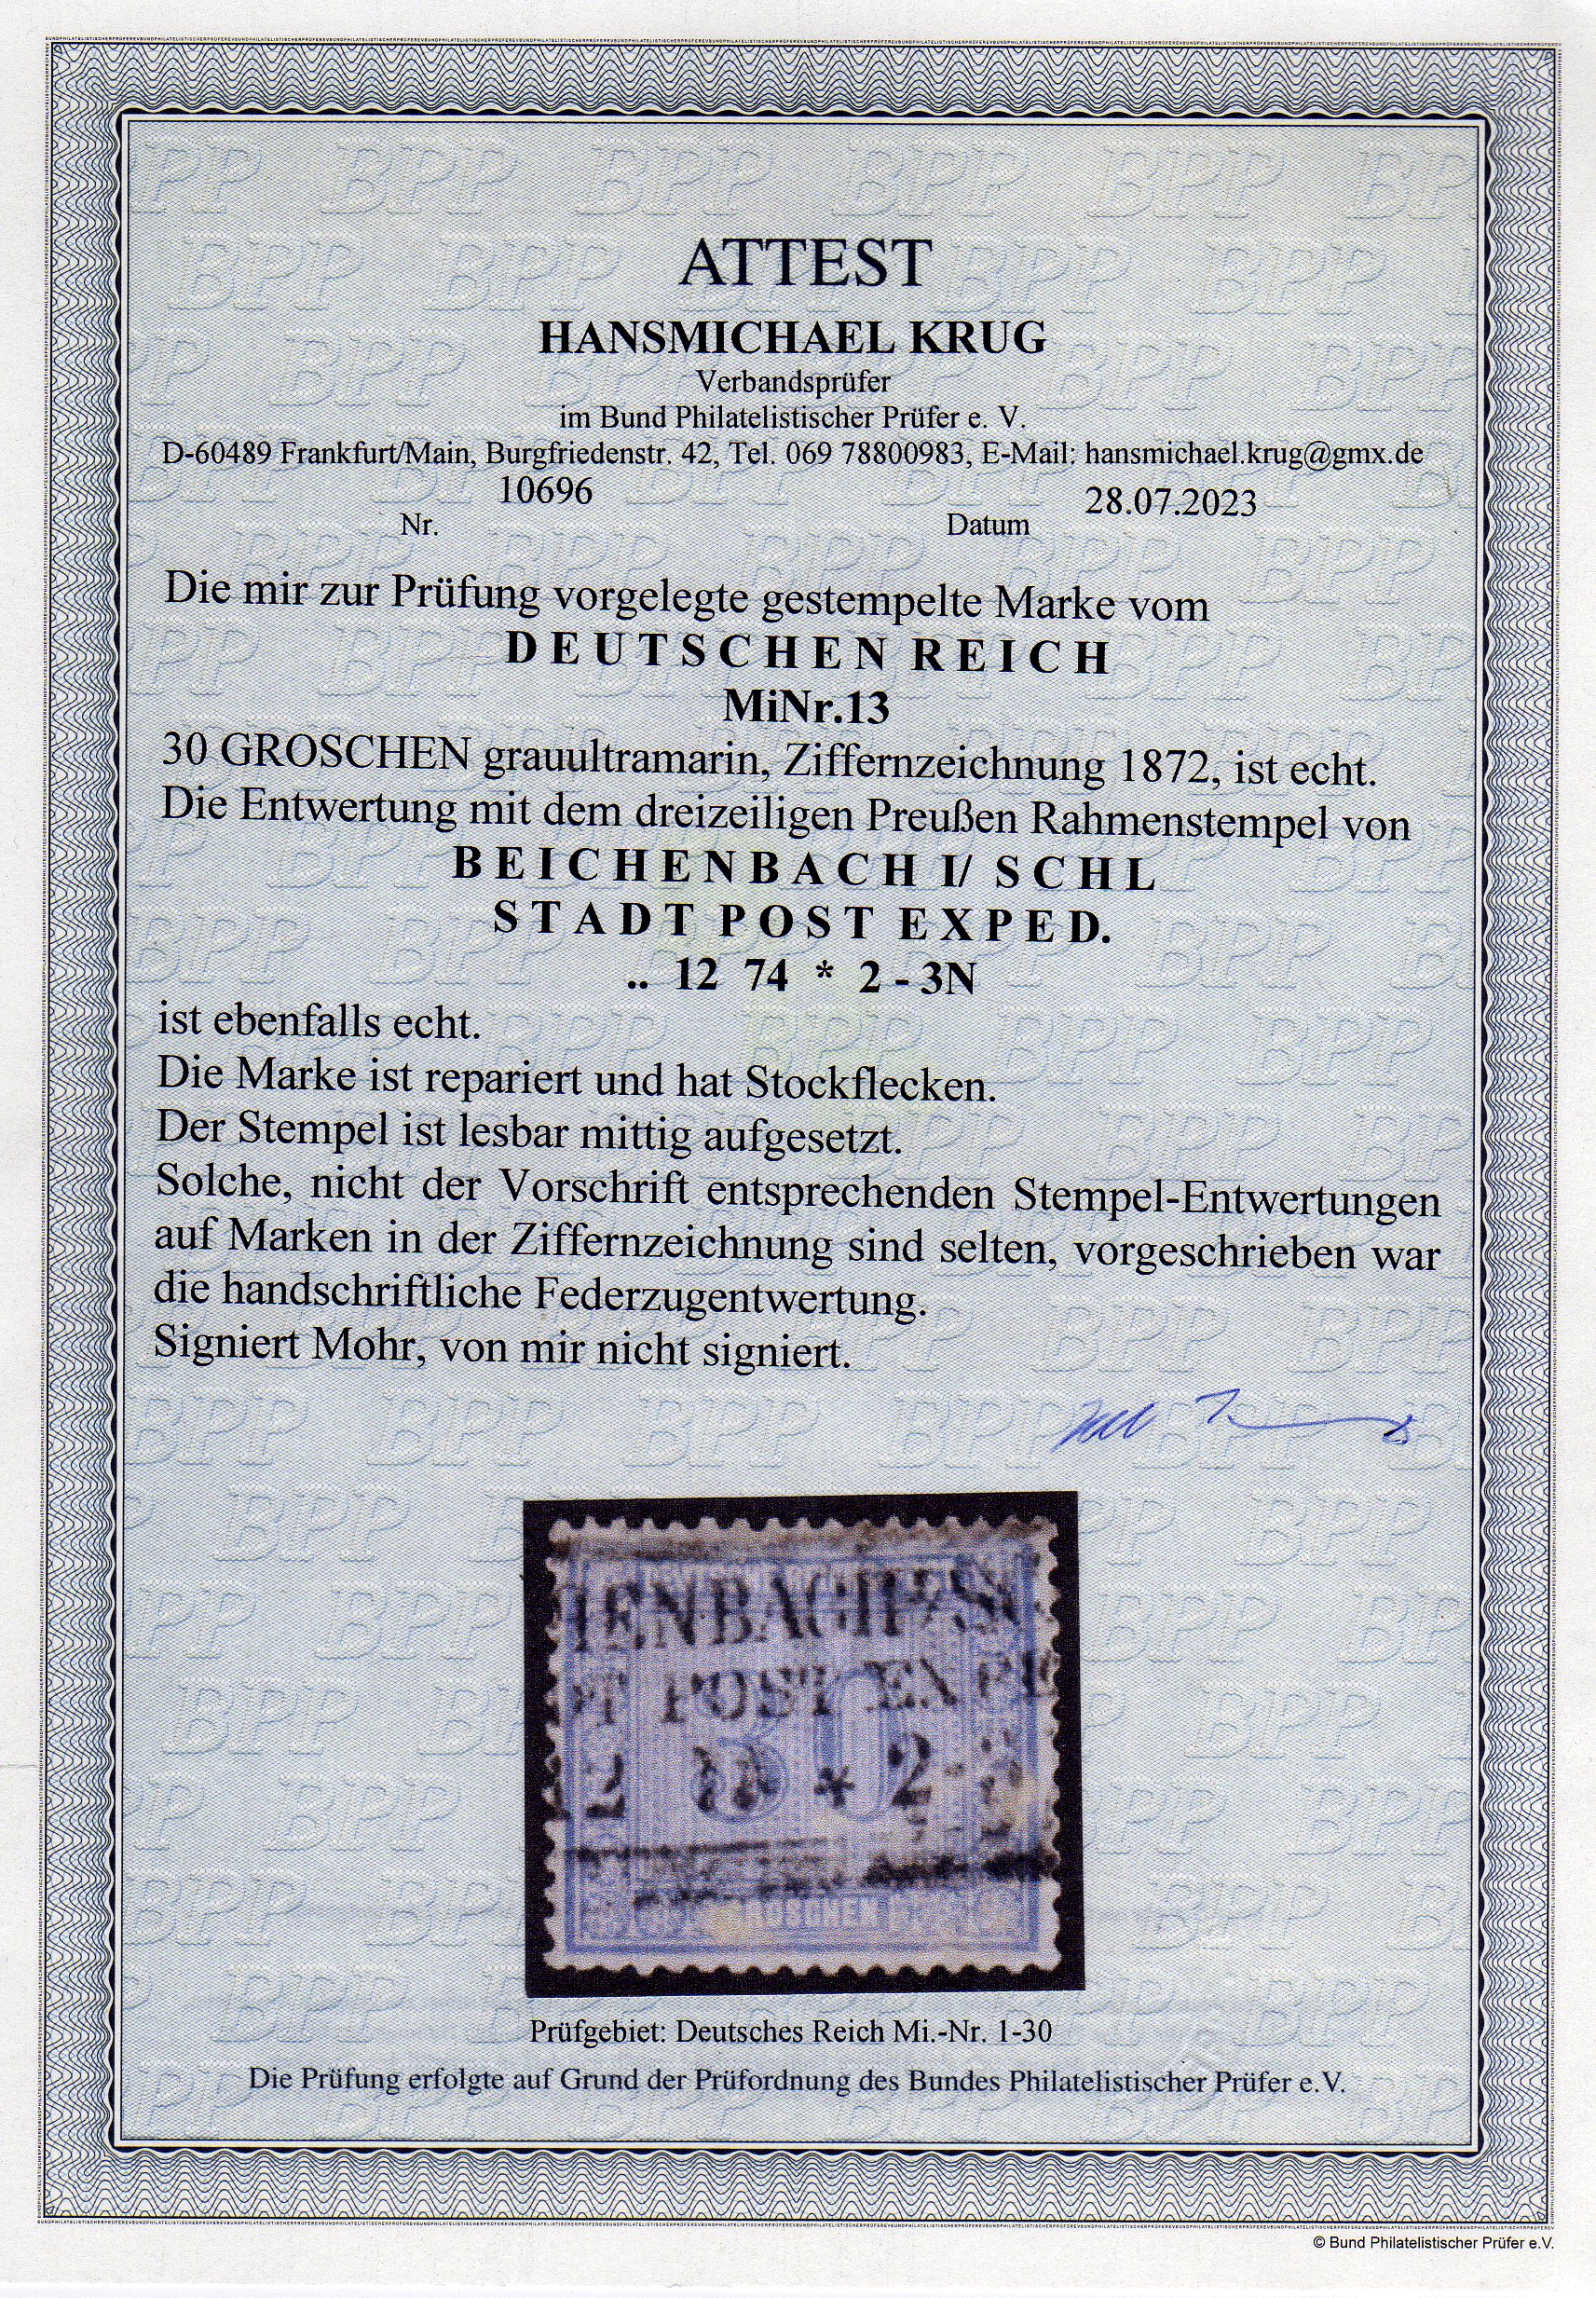 ATTEST
HANSMICHAEL KRUG
Verbandsprüfer
im Bund Philatelistischer Prüfer e. V.
D-60489 Frankfurt/Main, Burgfriedenstr. 42, Tel. 069 78800983, E-Mail: hansmichael.krug@gmx.de
Nr. 10696 Datum 28.07.2023
Die mir zur Prüfung vorgelegte gestempelte Marke vom
DEUTSCHEN REICH
MiNr.13
30 GROSCHEN grauultramarin, Ziffernzeichnung 1872, ist echt.
Die Entwertung mit dem dreizeiligen Preußen Rahmenstempel von
BEICHENBACH I/ SCHL
STADT POST EXPED.
.. 12 74 * 2 - 3N
ist ebenfalls echt.
Die Marke ist repariert und hat Stockflecken.
Der Stempel ist lesbar mittig aufgesetzt.
Solche, nicht der Vorschrift entsprechenden Stempel-Entwertungen
auf Marken in der Ziffernzeichnung sind selten, vorgeschrieben war
die handschriftliche Federzugentwertung.
Signiert Mohr, von mir nicht signiert.
ENBACH
POST EXPE
2 * 2-
30
Prüfgebiet: Deutsches Reich Mi.-Nr. 1-30
Die Prüfung erfolgte auf Grund der Prüfordnung des Bundes Philatelistischer Prüfer e.V.
© Bund Philatelistischer Prüfer e.V.